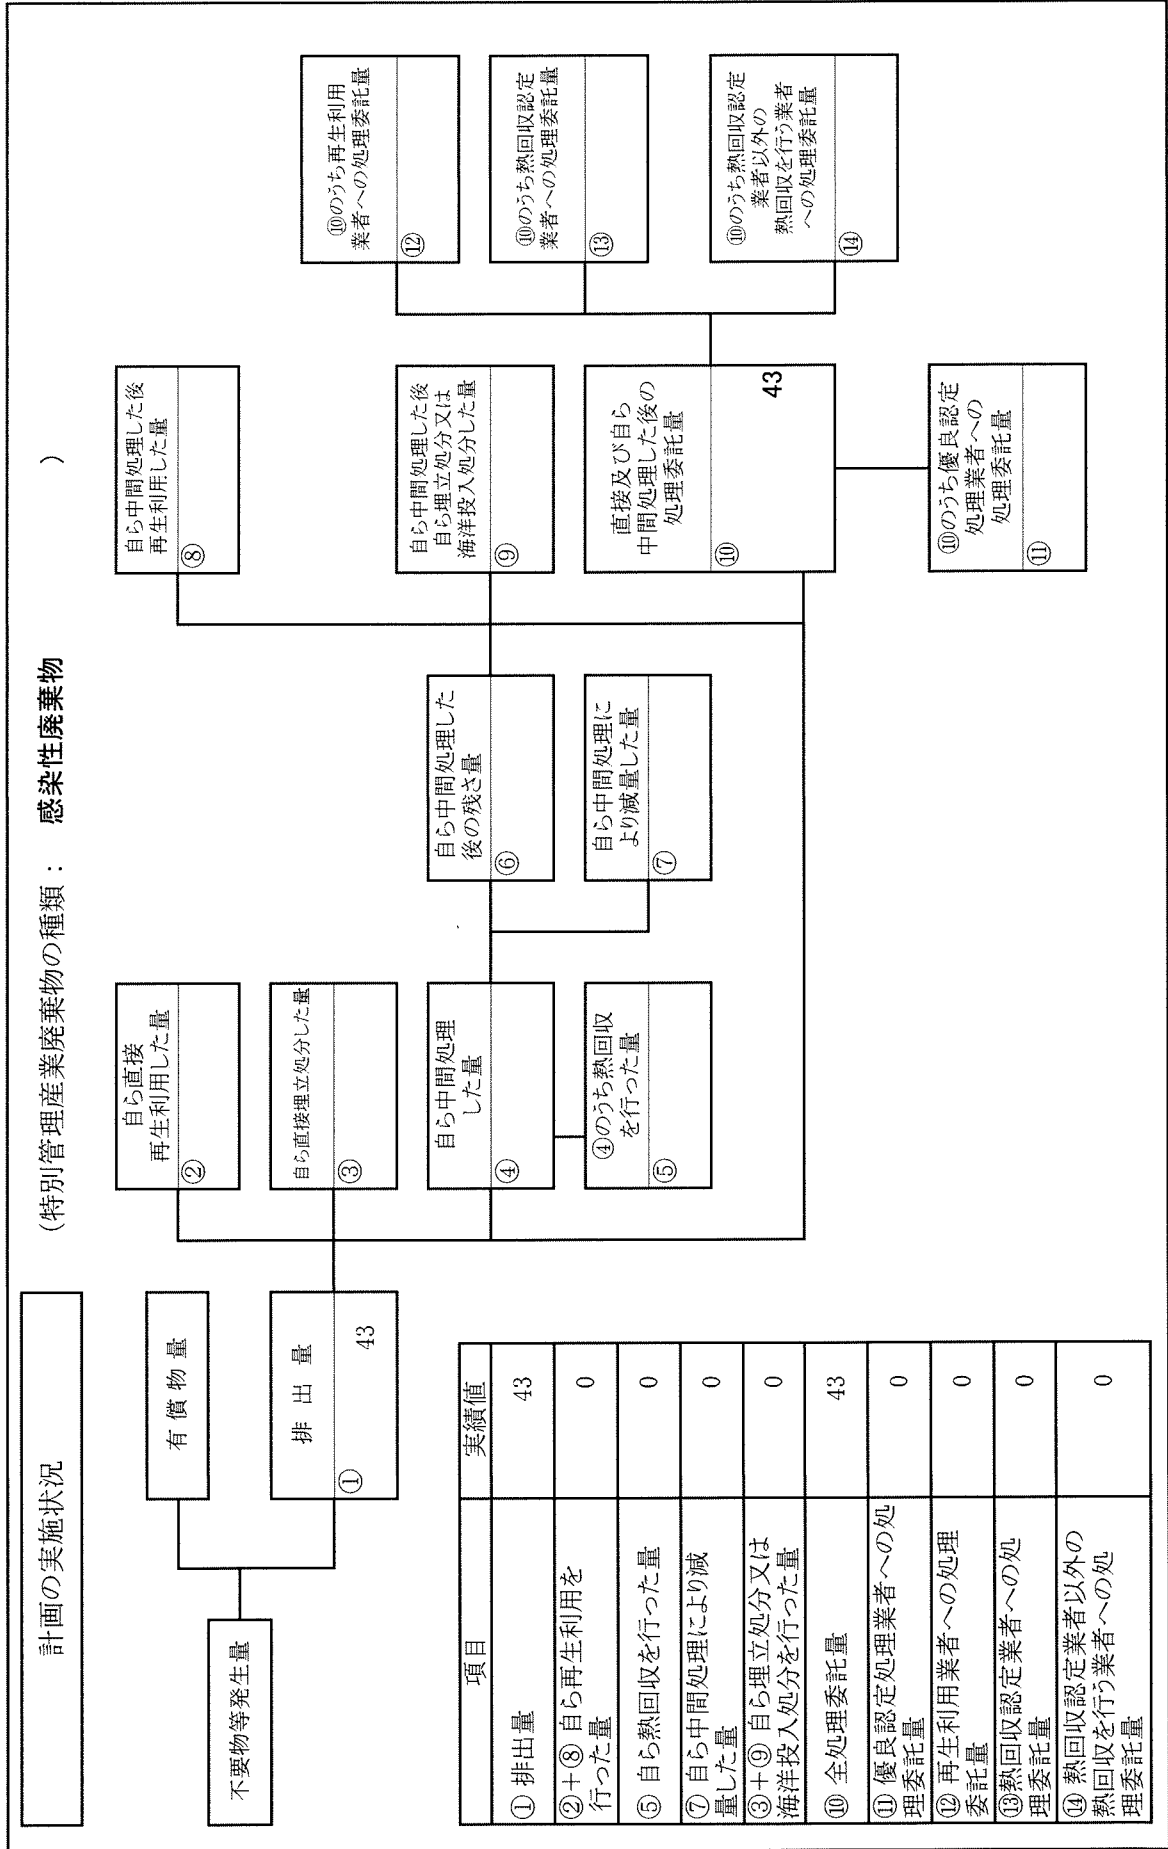 計画の実施状況
(特別管理産業廃棄物の種類： 感染性廃棄物 )
不要物等発生量
有償物量
排出量
①
43
自ら直接
再生利用した量
②
自ら直接埋立処分した量
③
自ら中間処理
した量
④
④のうち熱回収
を行った量
⑤
自ら中間処理した
後の残さ量
⑥
自ら中間処理に
より減量した量
⑦
自ら中間処理した後
再生利用した量
⑧
自ら中間処理した後
自ら埋立処分又は
海洋投入処分した量
⑨
直接及び自ら
中間処理した後の
処理委託量
⑩
43
⑩のうち優良認定
処理業者への
処理委託量
⑪
⑩のうち再生利用
業者への処理委託量
⑫
⑩のうち熱回収認定
業者への処理委託量
⑬
⑩のうち熱回収認定
業者以外の
熱回収を行う業者
への処理委託量
⑭
項目 実績値
①排出量 43
②+⑧ 自ら再生利用を
行った量 0
⑤ 自ら熱回収を行った量 0
⑦ 自ら中間処理により減
量した量 0
③+⑨ 自ら埋立処分又は
海洋投入処分を行った量 0
⑩ 全処理委託量 43
⑪ 優良認定処理業者への処
理委託量 0
⑫ 再生利用業者への処理
委託量 0
⑬熱回収認定業者への処
理委託量 0
⑭ 熱回収認定業者以外の
熱回収を行う業者への処
理委託量 0